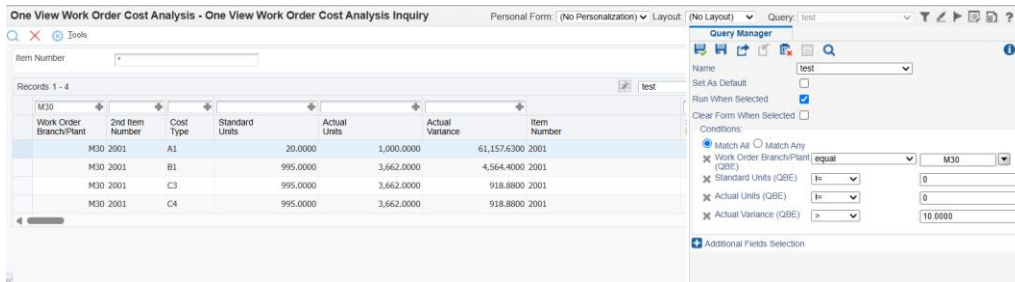 One View Work Order Cost Analysis - One View Work Order Cost Analysis Inquiry
Personal Form: (No Personalization) Layout: (No Layout) Query: test
Tools
Item Number *
Records 1 - 4
test
M30
Work Order Branch/Plant
2nd Item Number
Cost Type
Standard Units
Actual Units
Actual Variance
Item Number
M30 2001 A1 20.0000 1,000.0000 61,157.6300 2001
M30 2001 B1 995.0000 3,662.0000 4,564.4000 2001
M30 2001 C3 995.0000 3,662.0000 918.8800 2001
M30 2001 C4 995.0000 3,662.0000 918.8800 2001
Query Manager
Name test
Set As Default
Run When Selected
Clear Form When Selected
Conditions:
Match All Match Any
Work Order Branch/Plant (QBE) equal M30
Standard Units (QBE) != 0
Actual Units (QBE) != 0
Actual Variance (QBE) > 10.0000
Additional Fields Selection